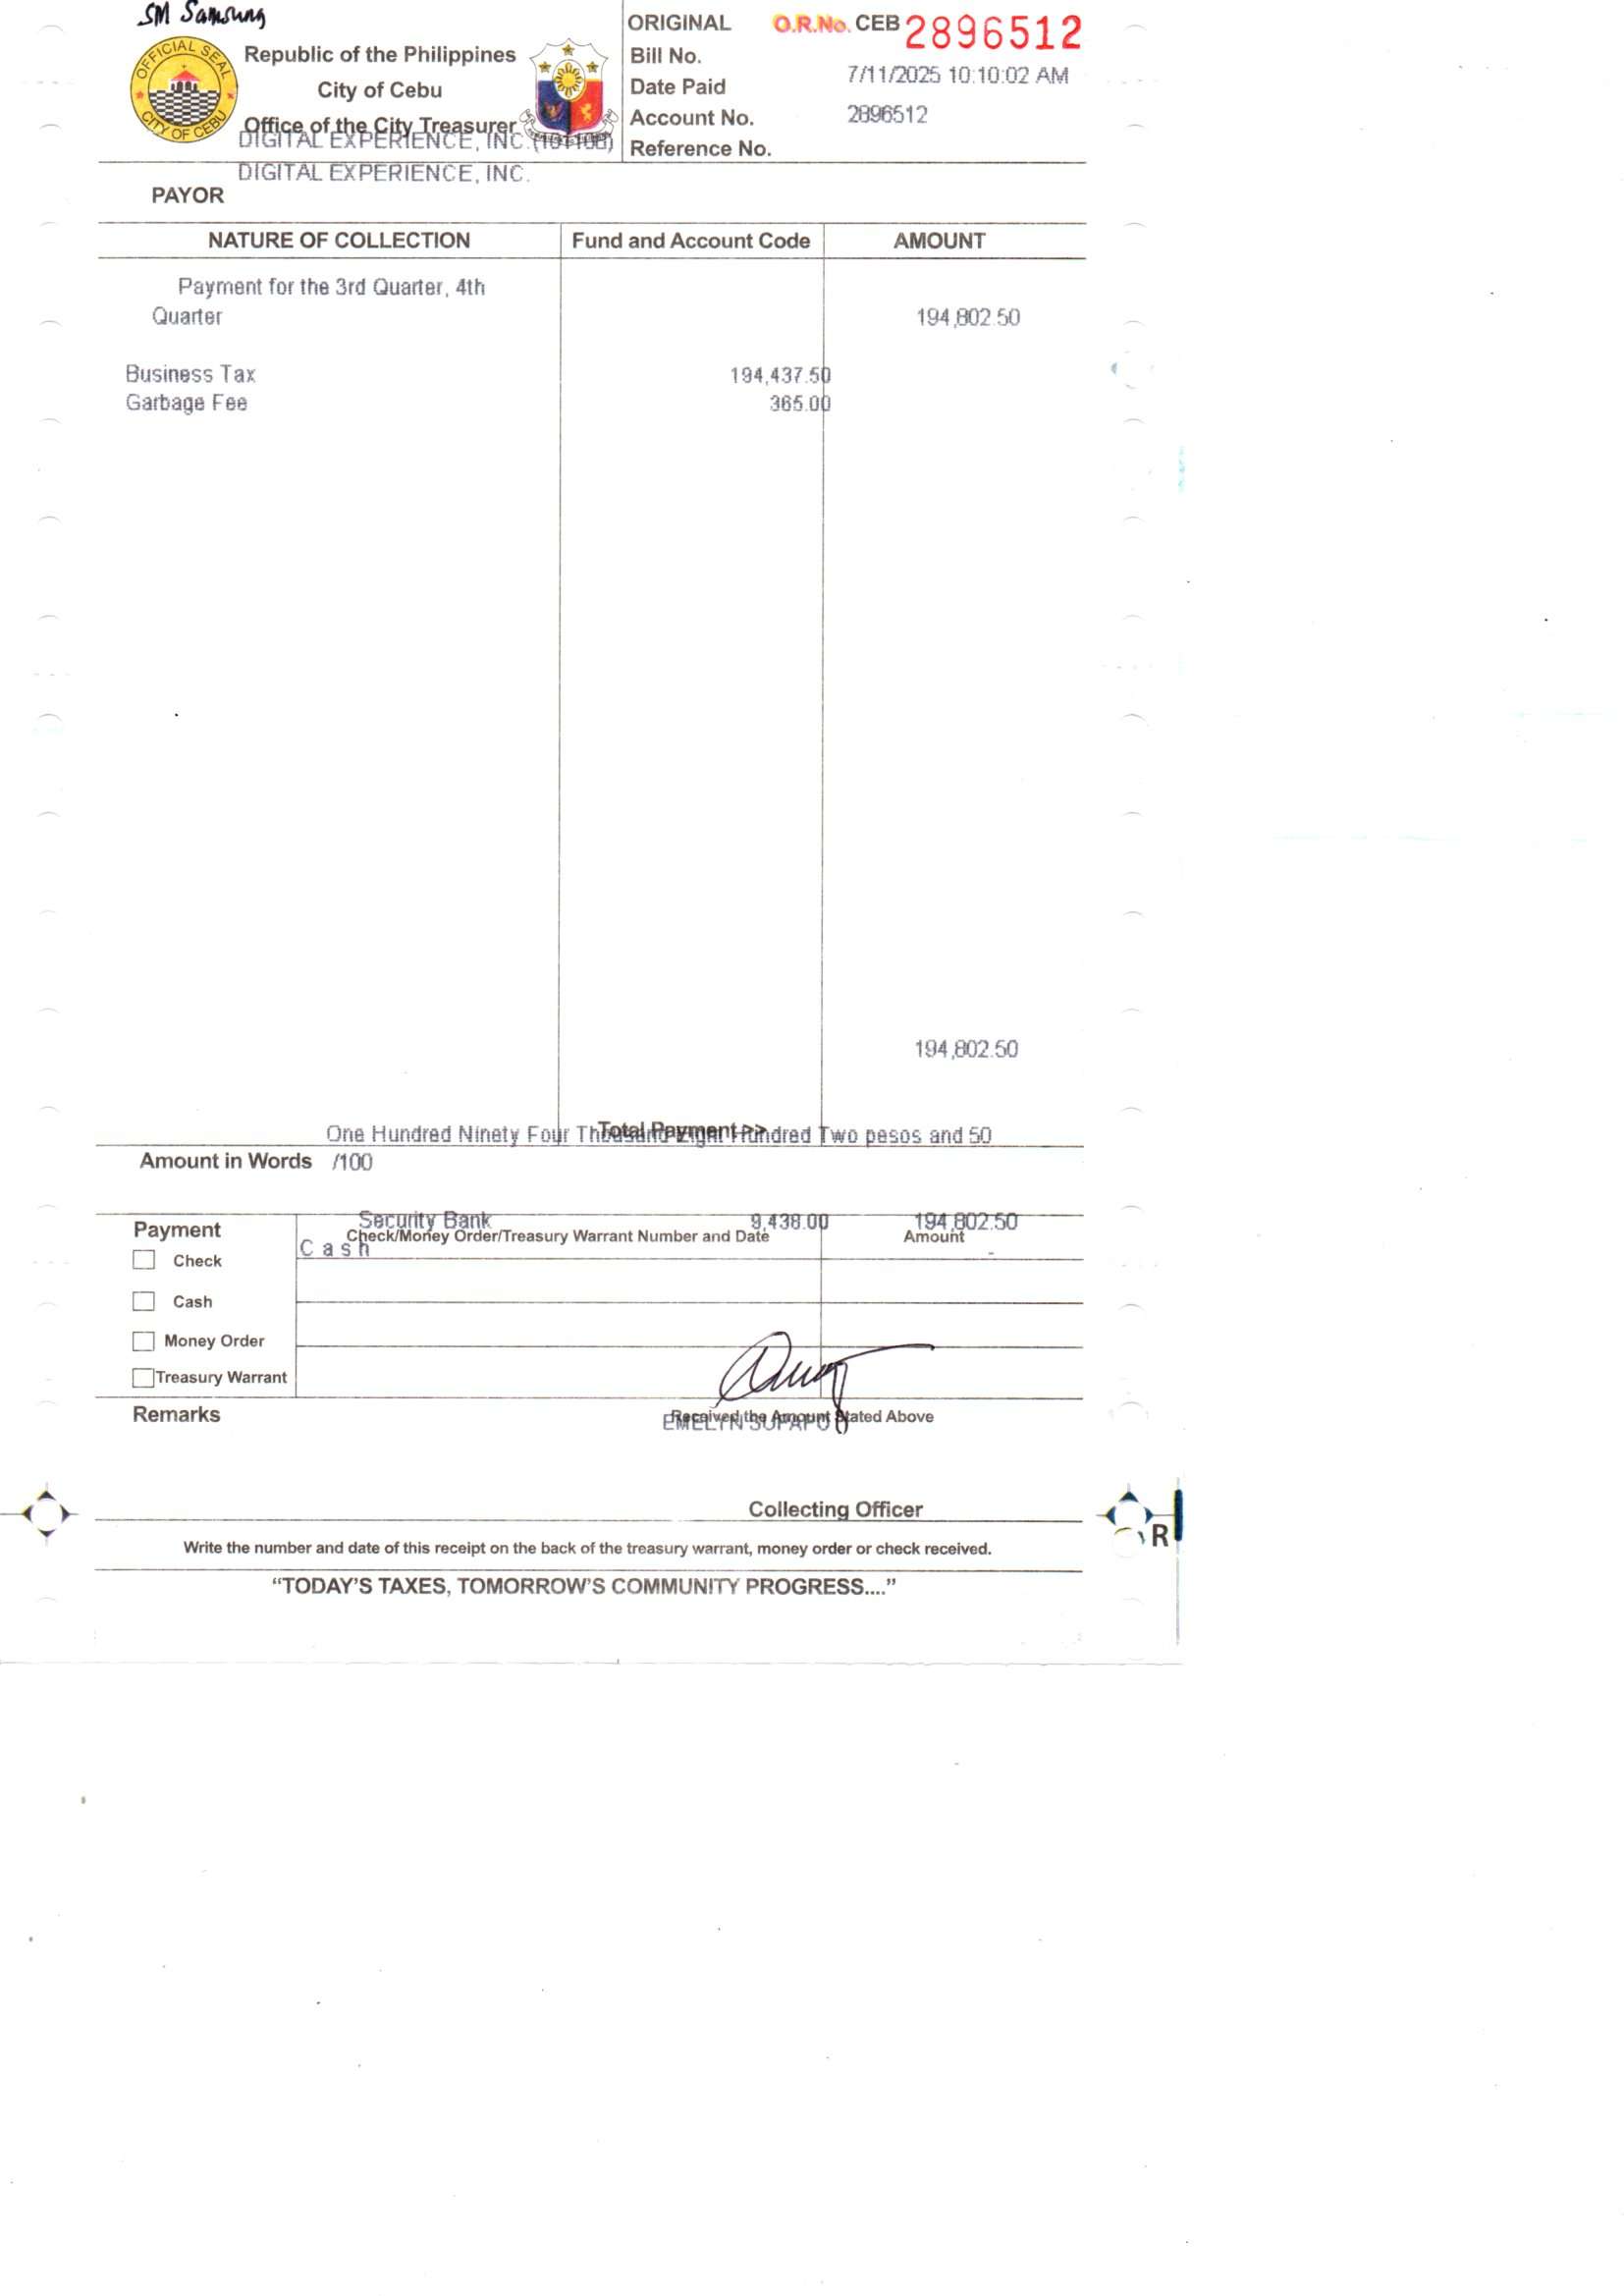 SM Samsung
OFFICIAL SEAL
CITY OF CEBU
Republic of the Philippines
City of Cebu
Office of the City Treasurer
DIGITAL EXPERIENCE, INC.
ORIGINAL O.R.No. CEB 2896512
Bill No.
Date Paid 7/11/2025 10:10:02 AM
Account No. 2896512
Reference No.
DIGITAL EXPERIENCE, INC.
PAYOR
NATURE OF COLLECTION Fund and Account Code AMOUNT
Payment for the 3rd Quarter, 4th
Quarter 194,802.50
Business Tax 194,437.50
Garbage Fee 365.00
194,802.50
Total Payment >>
One Hundred Ninety Four Thousand Eight Hundred Two pesos and 50
Amount in Words /100
Security Bank 9,438.00 194,802.50
Payment Check/Money Order/Treasury Warrant Number and Date Amount
Cash -
Check
Cash
Money Order
Treasury Warrant
Remarks Received the Amount Stated Above
EMELYN SUPAPO
Collecting Officer
R
Write the number and date of this receipt on the back of the treasury warrant, money order or check received.
“TODAY'S TAXES, TOMORROW'S COMMUNITY PROGRESS....”